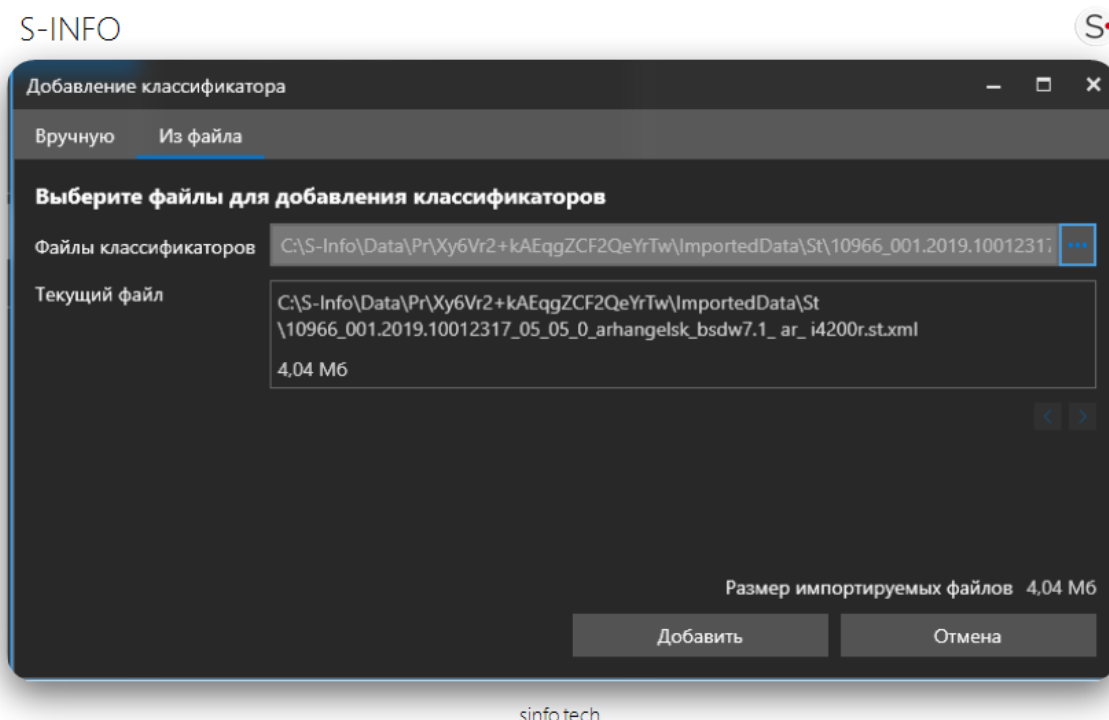 S-INFO
S
Добавление классификатора
Вручную Из файла
Выберите файлы для добавления классификаторов
Файлы классификаторов C:\S-Info\Data\Pr\Xy6Vr2+kAEqgZCF2QeYrTw\ImportedData\St\10966_001.2019.10012317 ...
Текущий файл
C:\S-Info\Data\Pr\Xy6Vr2+kAEqgZCF2QeYrTw\ImportedData\St
\10966_001.2019.10012317_05_05_0_arhangelsk_bsdw7.1_ ar_ i4200r.st.xml
4,04 Мб
Размер импортируемых файлов 4,04 Мб
Добавить Отмена
sinfo.tech